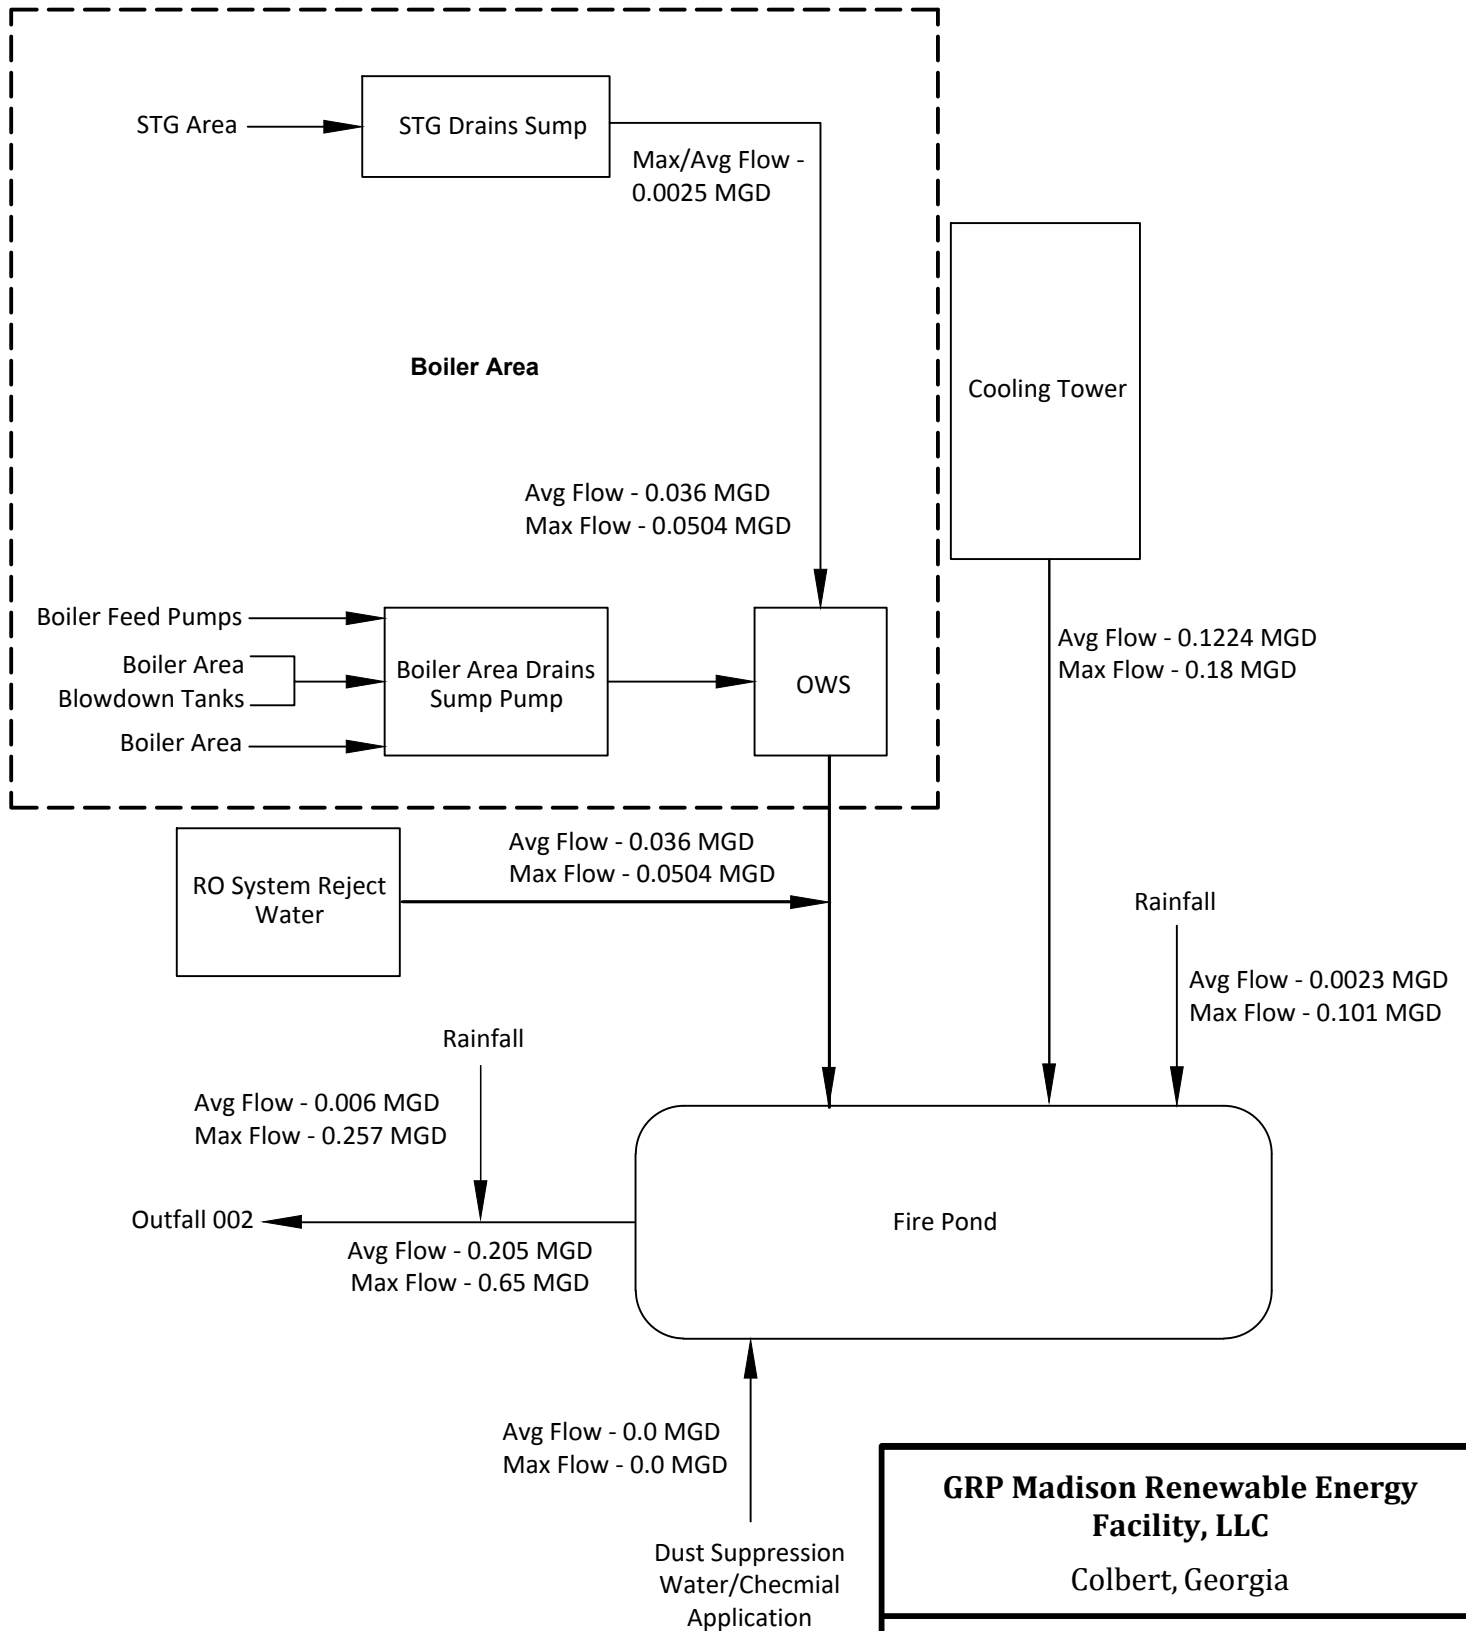 STG Area
STG Drains Sump
Max/Avg Flow -
0.0025 MGD
Boiler Area
Cooling Tower
Avg Flow - 0.036 MGD
Max Flow - 0.0504 MGD
Boiler Feed Pumps
Boiler Area
Blowdown Tanks
Boiler Area
Boiler Area Drains
Sump Pump
OWS
Avg Flow - 0.1224 MGD
Max Flow - 0.18 MGD
RO System Reject
Water
Avg Flow - 0.036 MGD
Max Flow - 0.0504 MGD
Rainfall
Avg Flow - 0.0023 MGD
Max Flow - 0.101 MGD
Rainfall
Avg Flow - 0.006 MGD
Max Flow - 0.257 MGD
Outfall 002
Avg Flow - 0.205 MGD
Max Flow - 0.65 MGD
Fire Pond
Avg Flow - 0.0 MGD
Max Flow - 0.0 MGD
Dust Suppression
Water/Checmial
Application
GRP Madison Renewable Energy
Facility, LLC
Colbert, Georgia